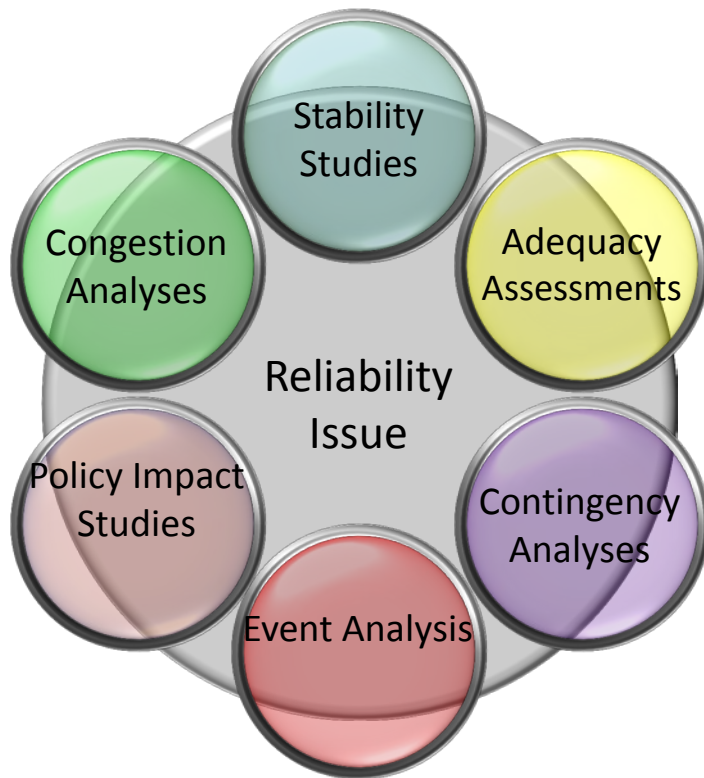 Stability
Studies
Adequacy
Assessments
Contingency
Analyses
Event Analysis
Policy Impact
Studies
Congestion
Analyses
Reliability
Issue